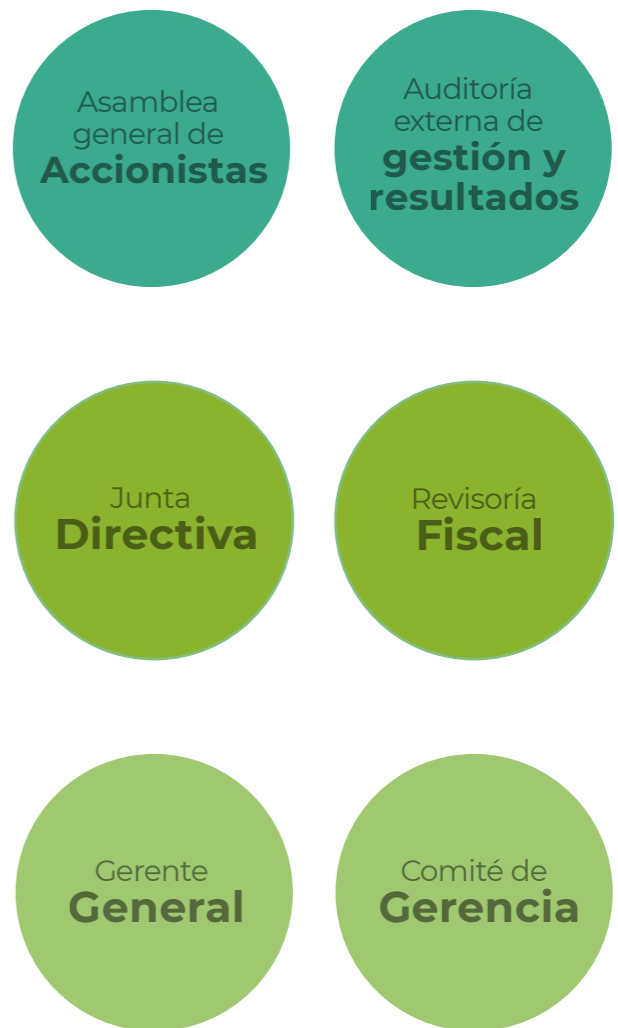 Asamblea
general de
Accionistas
Auditoría
externa de
gestión y
resultados
Junta
Directiva
Revisoría
Fiscal
Gerente
General
Comité de
Gerencia